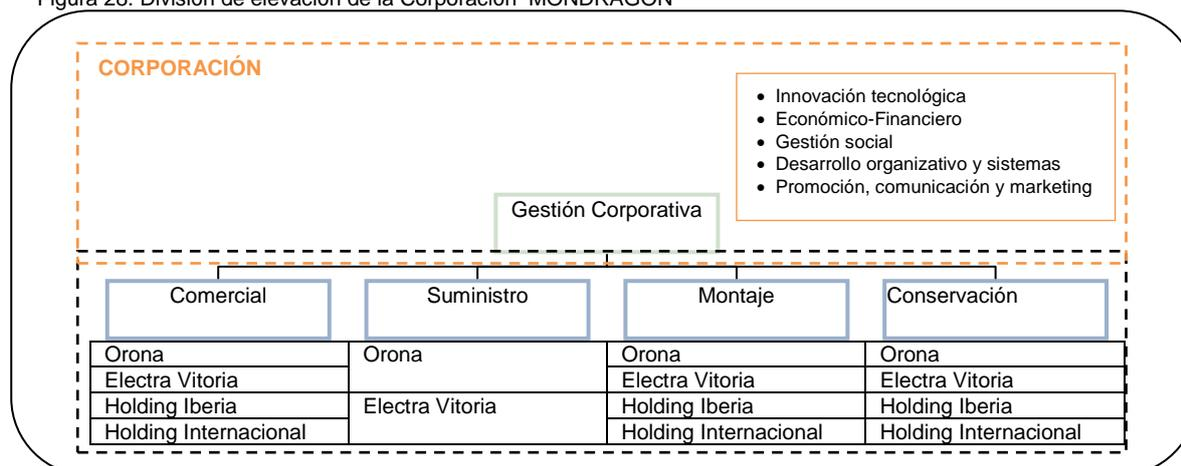 Figura 28. División de elevación de la Corporación MONDRAGON
CORPORACIÓN
• Innovación tecnológica
• Económico-Financiero
• Gestión social
• Desarrollo organizativo y sistemas
• Promoción, comunicación y marketing
Gestión Corporativa
Comercial Suministro Montaje Conservación
Orona Orona Orona Orona
Electra Vitoria Electra Vitoria Electra Vitoria
Holding Iberia Electra Vitoria Holding Iberia Holding Iberia
Holding Internacional Holding Internacional Holding Internacional